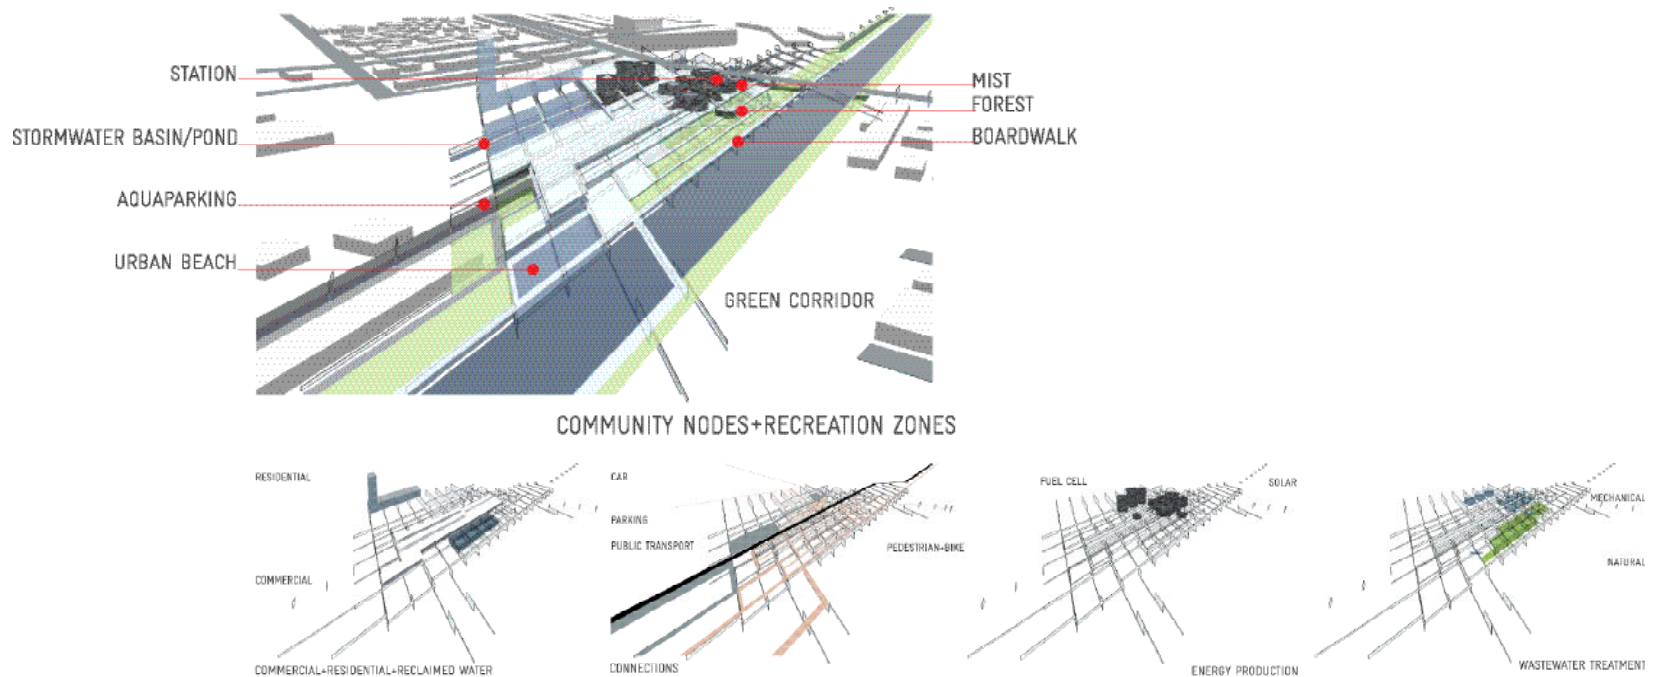 STATION
MIST
FOREST
STORMWATER BASIN/POND
BOARDWALK
AQUAPARKING
URBAN BEACH
GREEN CORRIDOR
COMMUNITY NODES+RECREATION ZONES
RESIDENTIAL
COMMERCIAL
COMMERCIAL+RESIDENTIAL+RECLAIMED WATER
CAR
PARKING
PUBLIC TRANSPORT
PEDESTRIAN+BIKE
CONNECTIONS
FUEL CELL
SOLAR
ENERGY PRODUCTION
MECHANICAL
NATURAL
WASTEWATER TREATMENT